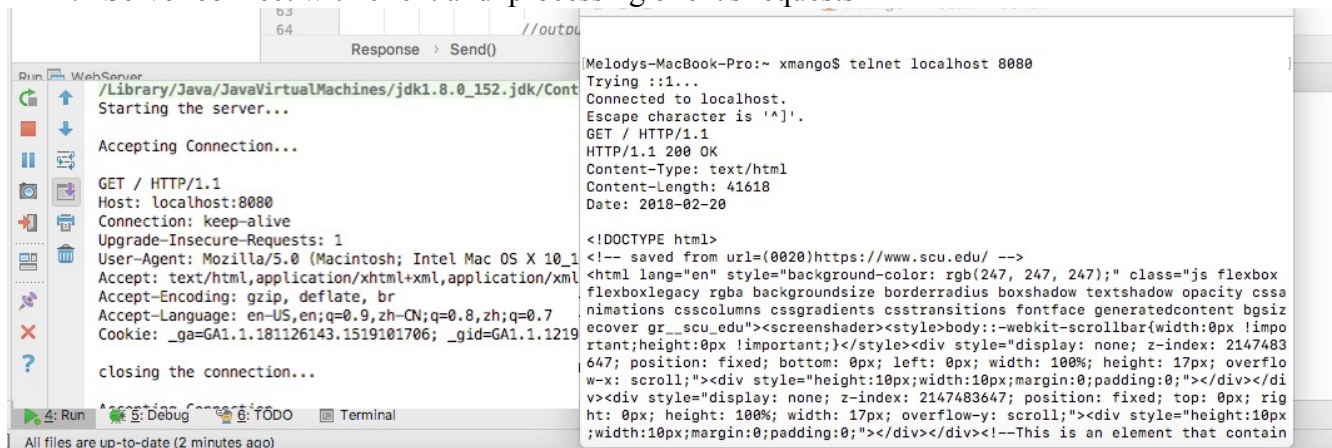 63
64
//outpu
Response > Send()
Run WebServer
/Library/Java/JavaVirtualMachines/jdk1.8.0_152.jdk/Cont
Starting the server...
Accepting Connection...
GET / HTTP/1.1
Host: localhost:8080
Connection: keep-alive
Upgrade-Insecure-Requests: 1
User-Agent: Mozilla/5.0 (Macintosh; Intel Mac OS X 10_1
Accept: text/html,application/xhtml+xml,application/xml
Accept-Encoding: gzip, deflate, br
Accept-Language: en-US,en;q=0.9,zh-CN;q=0.8,zh;q=0.7
Cookie: _ga=GA1.1.181126143.1519101706; _gid=GA1.1.1219
closing the connection...
Accepting Connection
4: Run 5: Debug 6: TODO Terminal
All files are up-to-date (2 minutes ago)
[Melodys-MacBook-Pro:~ xmango$ telnet localhost 8080 ]
Trying ::1...
Connected to localhost.
Escape character is '^]'.
GET / HTTP/1.1
HTTP/1.1 200 OK
Content-Type: text/html
Content-Length: 41618
Date: 2018-02-20
<!DOCTYPE html>
<!-- saved from url=(0020)https://www.scu.edu/ -->
<html lang="en" style="background-color: rgb(247, 247, 247);" class="js flexbox
flexboxlegacy rgba backgroundsize borderradius boxshadow textshadow opacity cssa
nimations csscolumns cssgradients csstransitions fontface generatedcontent bgsiz
ecover gr__scu_edu"><screenshader><style>body::-webkit-scrollbar{width:0px !impo
rtant;height:0px !important;}</style><div style="display: none; z-index: 2147483
647; position: fixed; bottom: 0px; left: 0px; width: 100%; height: 17px; overflo
w-x: scroll;"><div style="height:10px;width:10px;margin:0;padding:0;"></div></di
v><div style="display: none; z-index: 2147483647; position: fixed; top: 0px; rig
ht: 0px; height: 100%; width: 17px; overflow-y: scroll;"><div style="height:10px
;width:10px;margin:0;padding:0;"></div></div><!--This is an element that contain